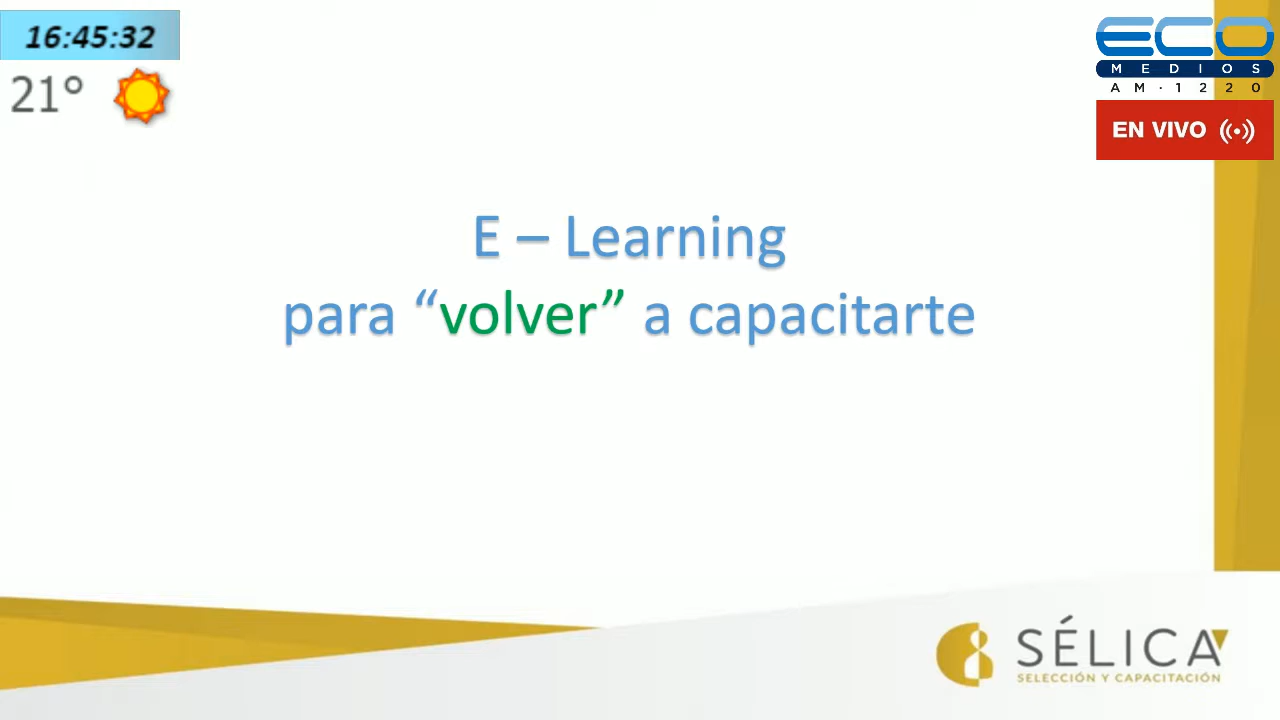 16:45:32
21°
ECO
MEDIOS
AM·1220
EN VIVO
E – Learning
para “volver” a capacitarte
SÉLICA
SELECCIÓN Y CAPACITACIÓN